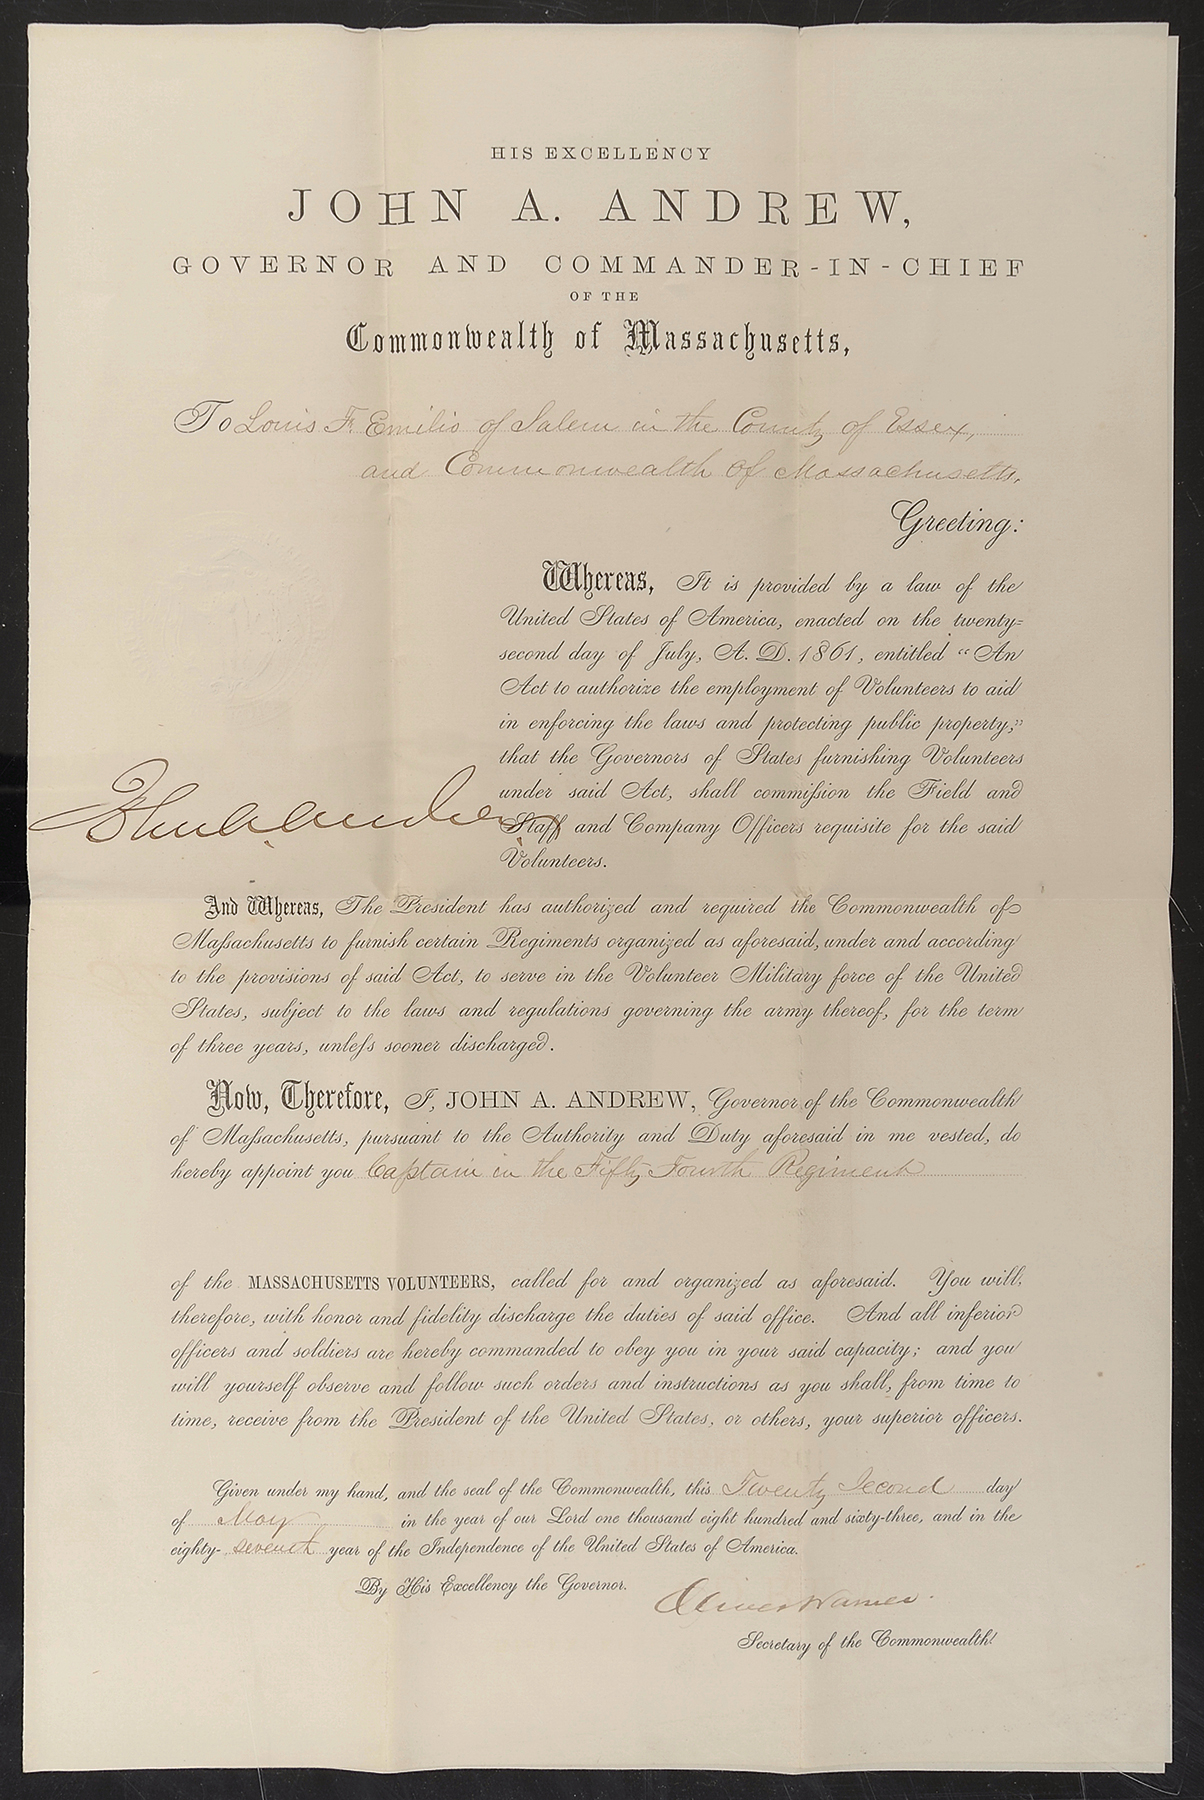 HIS EXCELLENCY
JOHN A. ANDREW,
GOVERNOR AND COMMANDER-IN-CHIEF
OF THE
Commonwealth of Massachusetts,
To Louis F. Emilio of Salem in the County of Essex,
and Commonwealth of Massachusetts,
Greeting:
Whereas, It is provided by a law of the
United States of America, enacted on the twenty-
second day of July, A. D. 1861, entitled "An
Act to authorize the employment of Volunteers to aid
in enforcing the laws and protecting public property;"
that the Governors of States furnishing Volunteers
under said Act, shall commiſsion the Field and
John A Andrew
Staff and Company Officers requisite for the said
Volunteers.
And Whereas, The President has authorized and required the Commonwealth of
Maſsachusetts to furnish certain Regiments organized as aforesaid, under and according
to the provisions of said Act, to serve in the Volunteer Military force of the United
States, subject to the laws and regulations governing the army thereof, for the term
of three years, unleſs sooner discharged.
Now, Therefore, I, JOHN A. ANDREW, Governor of the Commonwealth
of Maſsachusetts, pursuant to the Authority and Duty aforesaid in me vested, do
hereby appoint you Captain in the Fifty Fourth Regiment
of the MASSACHUSETTS VOLUNTEERS, called for and organized as aforesaid. You will,
therefore, with honor and fidelity discharge the duties of said office. And all inferior
officers and soldiers are hereby commanded to obey you in your said capacity; and you
will yourself observe and follow such orders and instructions as you shall, from time to
time, receive from the President of the United States, or others, your superior officers.
Given under my hand, and the seal of the Commonwealth, this Twenty Second day
of May in the year of our Lord one thousand eight hundred and sixty-three, and in the
eighty-seventh year of the Independence of the United States of America.
By His Excellency the Governor.
Oliver Warner
Secretary of the Commonwealth.